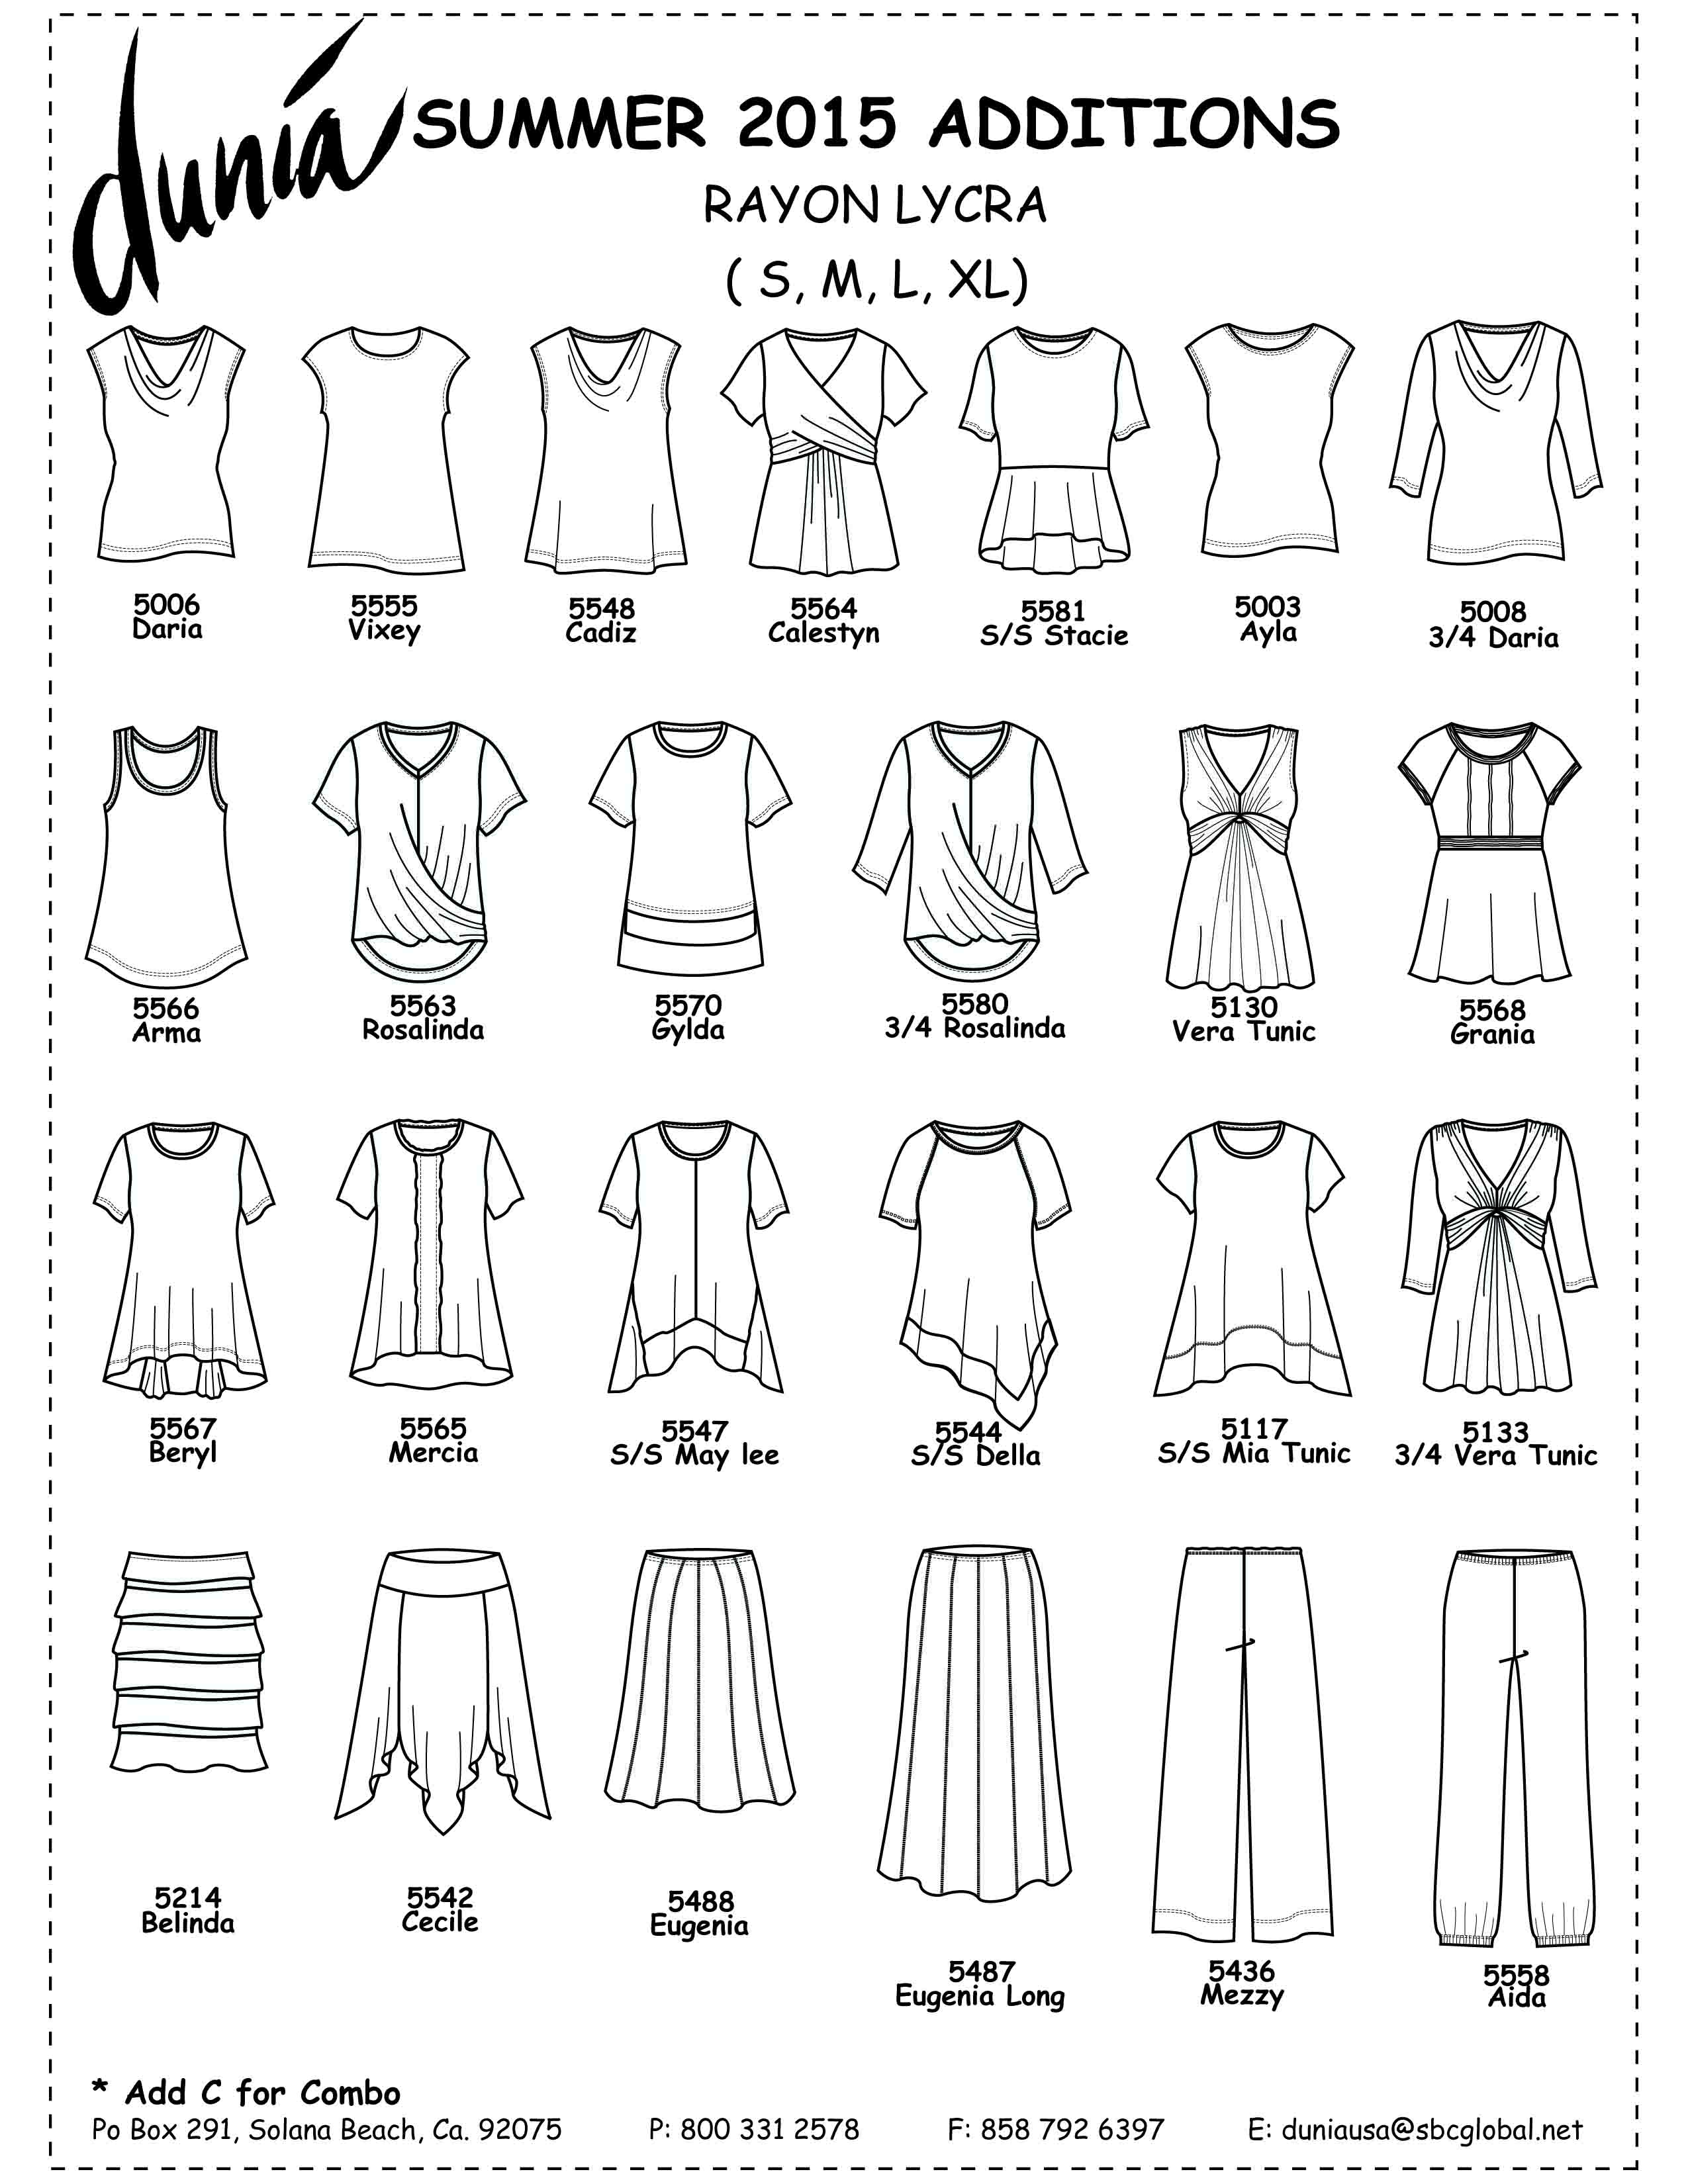 dunia
SUMMER 2015 ADDITIONS
RAYON LYCRA
( S, M, L, XL)
5006
Daria
5555
Vixey
5548
Cadiz
5564
Calestyn
5581
S/S Stacie
5003
Ayla
5008
3/4 Daria
5566
Arma
5563
Rosalinda
5570
Gylda
5580
3/4 Rosalinda
5130
Vera Tunic
5568
Grania
5567
Beryl
5565
Mercia
5547
S/S May lee
5544
S/S Della
5117
S/S Mia Tunic
5133
3/4 Vera Tunic
5214
Belinda
5542
Cecile
5488
Eugenia
5487
Eugenia Long
5436
Mezzy
5558
Aida
* Add C for Combo
Po Box 291, Solana Beach, Ca. 92075 P: 800 331 2578 F: 858 792 6397 E: duniausa@sbcglobal.net